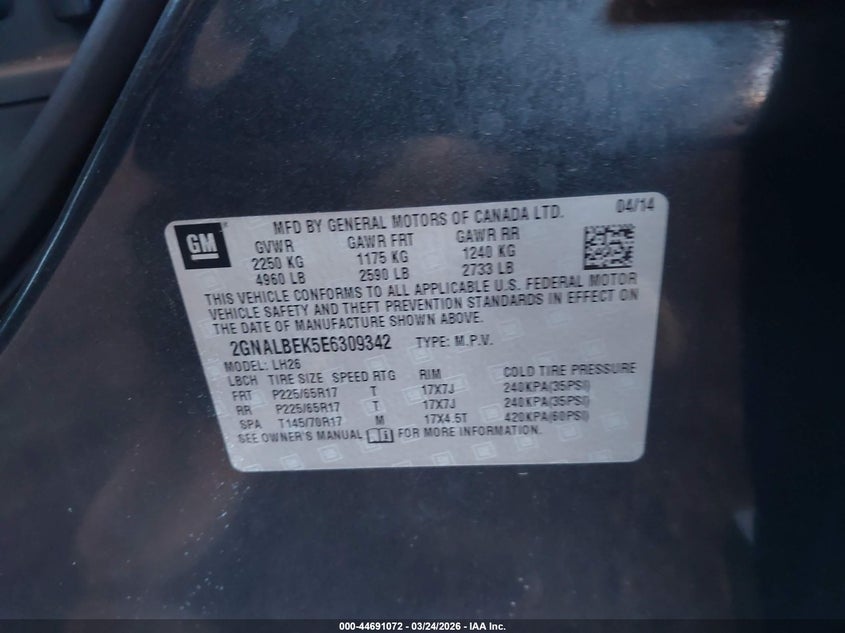 GM
MFD BY GENERAL MOTORS OF CANADA LTD. 04/14
GVWR GAWR FRT GAWR RR
2250 KG 1175 KG 1240 KG
4960 LB 2590 LB 2733 LB
THIS VEHICLE CONFORMS TO ALL APPLICABLE U.S. FEDERAL MOTOR
VEHICLE SAFETY AND THEFT PREVENTION STANDARDS IN EFFECT ON
THE DATE OF MANUFACTURE SHOWN ABOVE.
2GNALBEK5E6309342 TYPE: M.P.V.
MODEL: LH26
LBCH TIRE SIZE SPEED RTG RIM COLD TIRE PRESSURE
FRT P225/65R17 T 17X7J 240KPA(35PSI)
RR P225/65R17 T 17X7J 240KPA(35PSI)
SPA T145/70R17 M 17X4.5T 420KPA(60PSI)
SEE OWNER'S MANUAL FOR MORE INFORMATION.
000-44691072 - 03/24/2026 - IAA Inc.